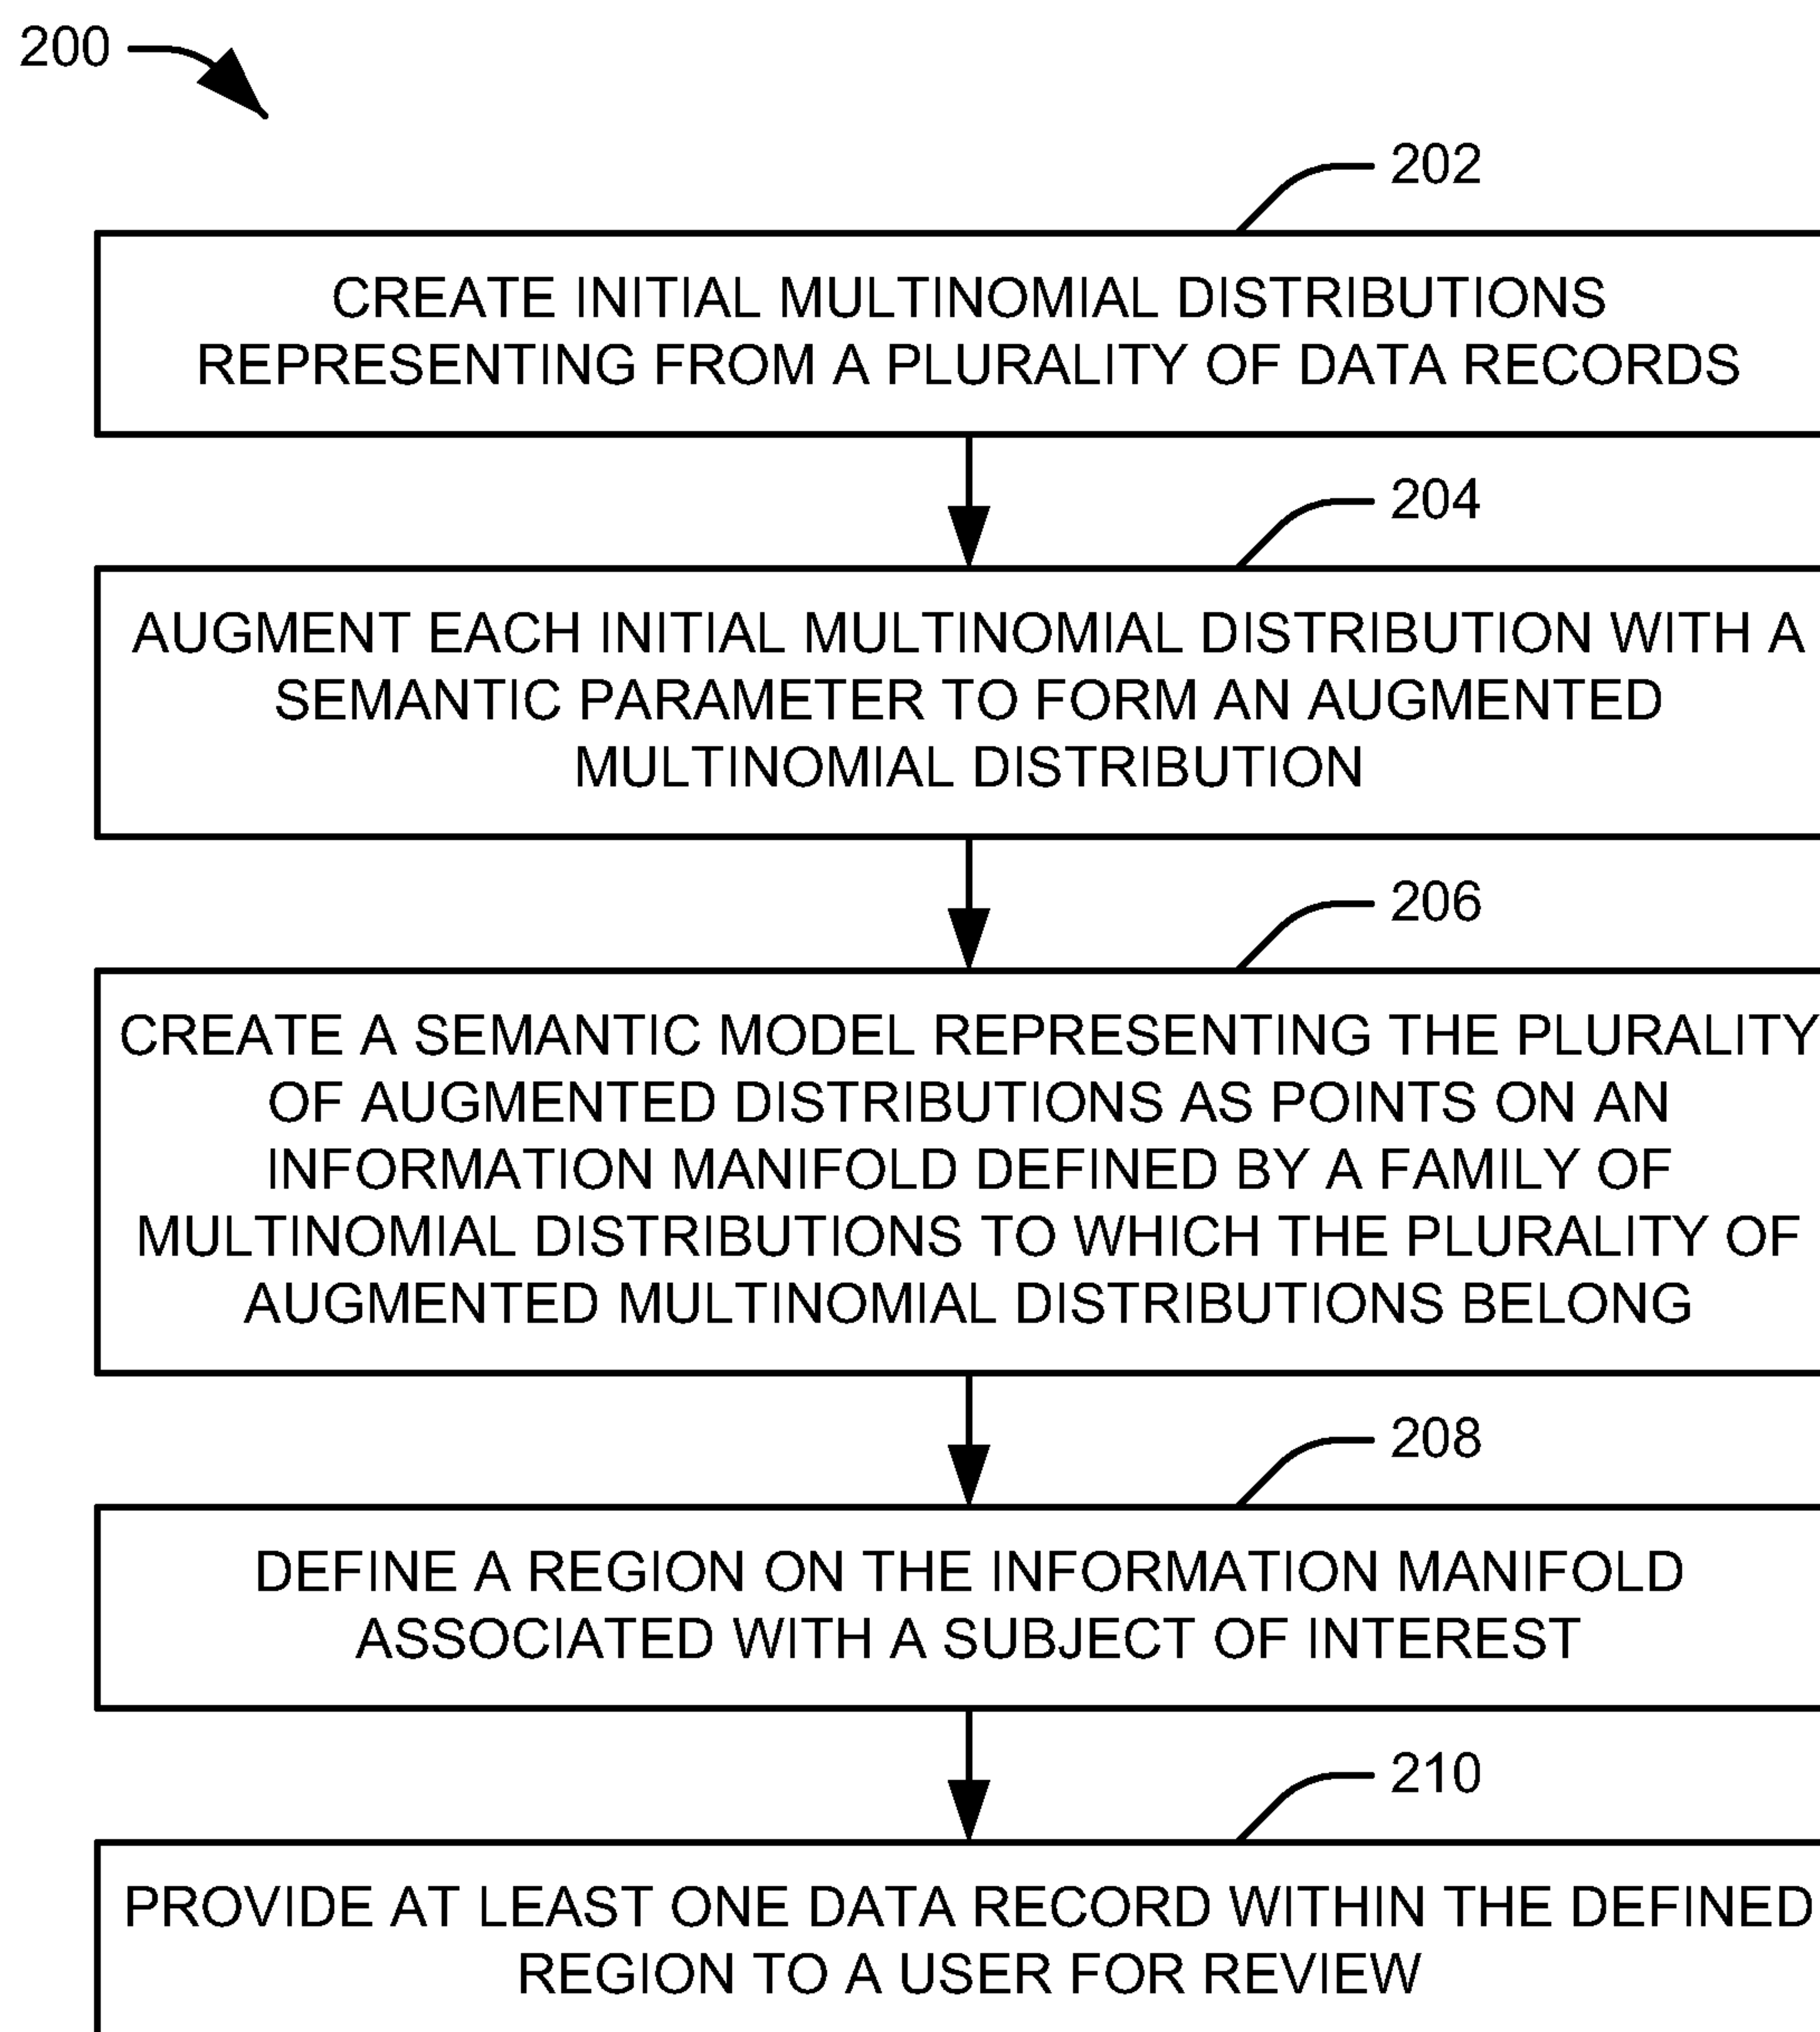 200
202
CREATE INITIAL MULTINOMIAL DISTRIBUTIONS
REPRESENTING FROM A PLURALITY OF DATA RECORDS
204
AUGMENT EACH INITIAL MULTINOMIAL DISTRIBUTION WITH A
SEMANTIC PARAMETER TO FORM AN AUGMENTED
MULTINOMIAL DISTRIBUTION
206
CREATE A SEMANTIC MODEL REPRESENTING THE PLURALITY
OF AUGMENTED DISTRIBUTIONS AS POINTS ON AN
INFORMATION MANIFOLD DEFINED BY A FAMILY OF
MULTINOMIAL DISTRIBUTIONS TO WHICH THE PLURALITY OF
AUGMENTED MULTINOMIAL DISTRIBUTIONS BELONG
208
DEFINE A REGION ON THE INFORMATION MANIFOLD
ASSOCIATED WITH A SUBJECT OF INTEREST
210
PROVIDE AT LEAST ONE DATA RECORD WITHIN THE DEFINED
REGION TO A USER FOR REVIEW